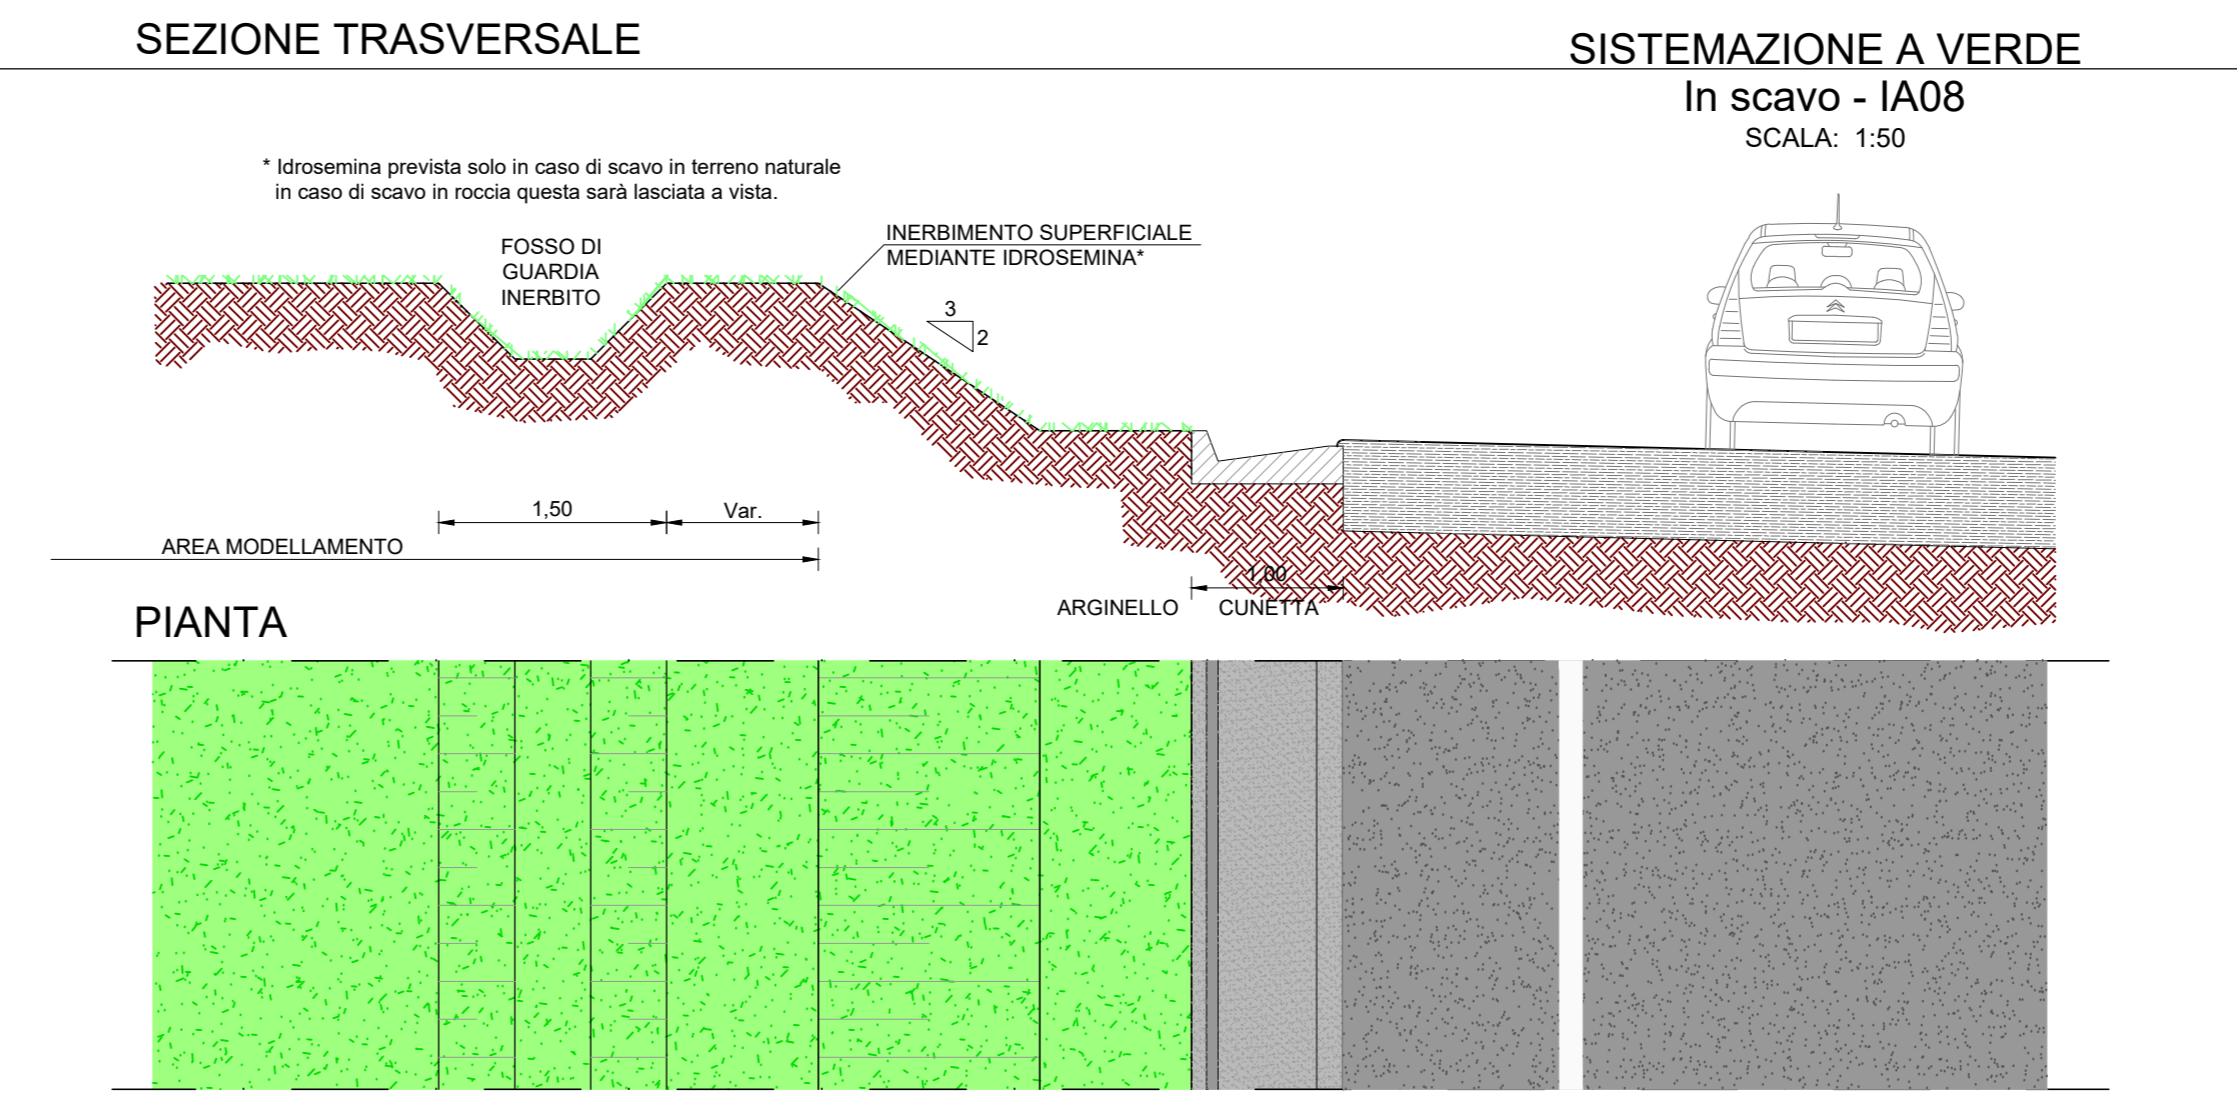 SEZIONE TRASVERSALE
SISTEMAZIONE A VERDE
In scavo - IA08
SCALA: 1:50
* Idrosemina prevista solo in caso di scavo in terreno naturale
in caso di scavo in roccia questa sarà lasciata a vista.
FOSSO DI
GUARDIA
INERBITO
INERBIMENTO SUPERFICIALE
MEDIANTE IDROSEMINA*
3
2
1,50
Var.
AREA MODELLAMENTO
1,00
ARGINELLO
CUNETTA
PIANTA